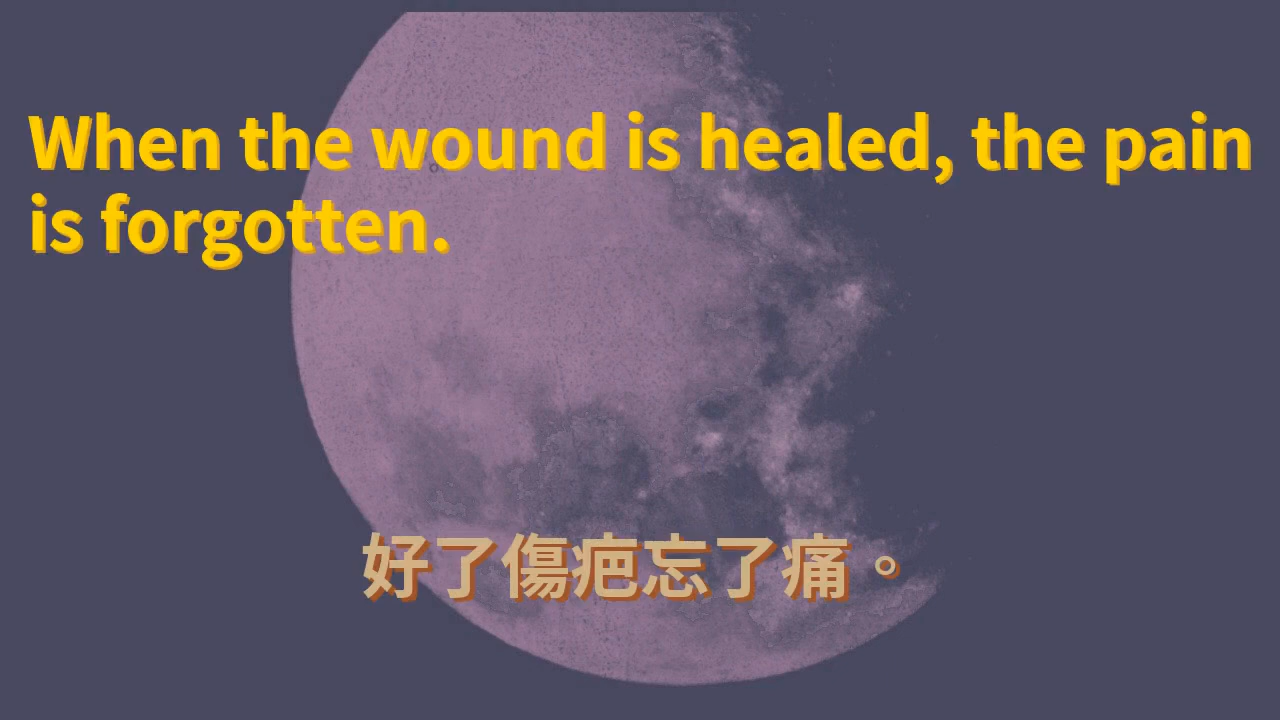 When the wound is healed, the pain
is forgotten.
好了傷疤忘了痛。